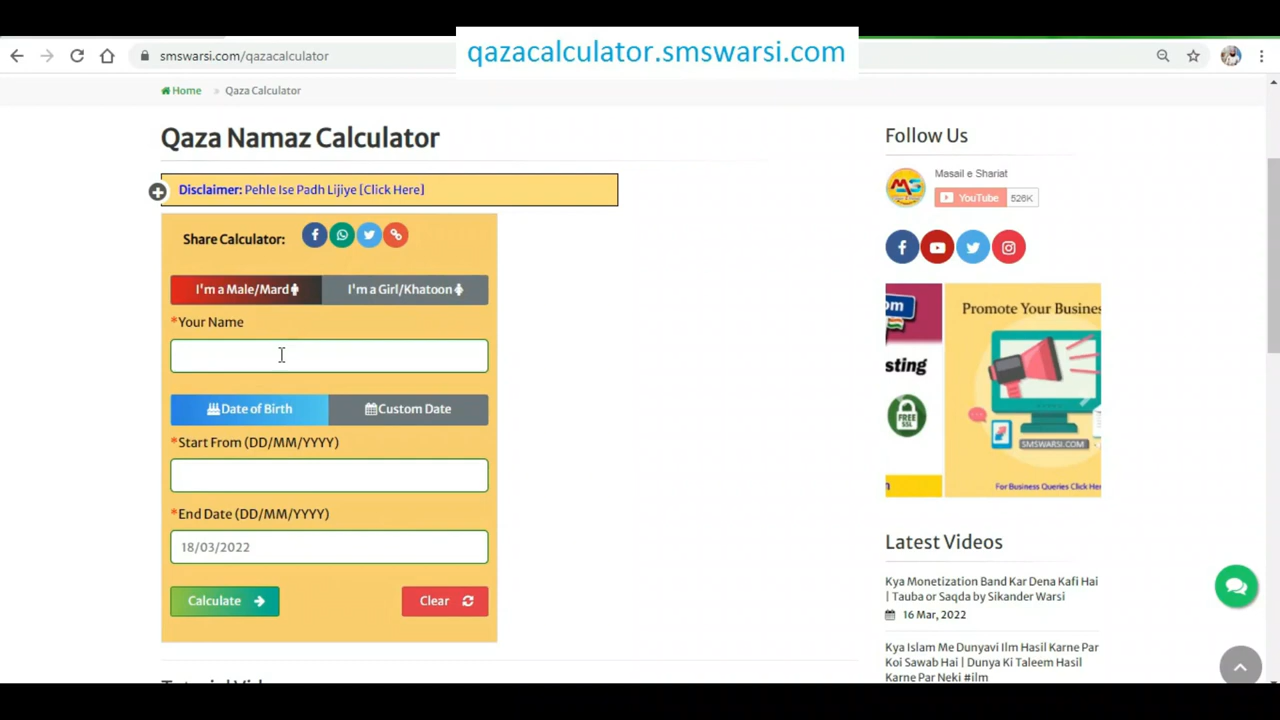 qazacalculator.smswarsi.com
smswarsi.com/qazacalculator
Home » Qaza Calculator
Qaza Namaz Calculator
Disclaimer: Pehle Ise Padh Lijiye [Click Here]
Share Calculator:
I'm a Male/Mard
I'm a Girl/Khatoon
*Your Name
Date of Birth
Custom Date
*Start From (DD/MM/YYYY)
*End Date (DD/MM/YYYY)
18/03/2022
Calculate
Clear
Follow Us
Masail e Shariat
YouTube 526K
om
sting
FREE
SSL
n
Promote Your Busines
SMSWARSI.COM
For Business Queries Click Her
Latest Videos
Kya Monetization Band Kar Dena Kafi Hai
| Tauba or Saqda by Sikander Warsi
16 Mar, 2022
Kya Islam Me Dunyavi Ilm Hasil Karne Par
Koi Sawab Hai | Dunya Ki Taleem Hasil
Karne Par Neki #ilm